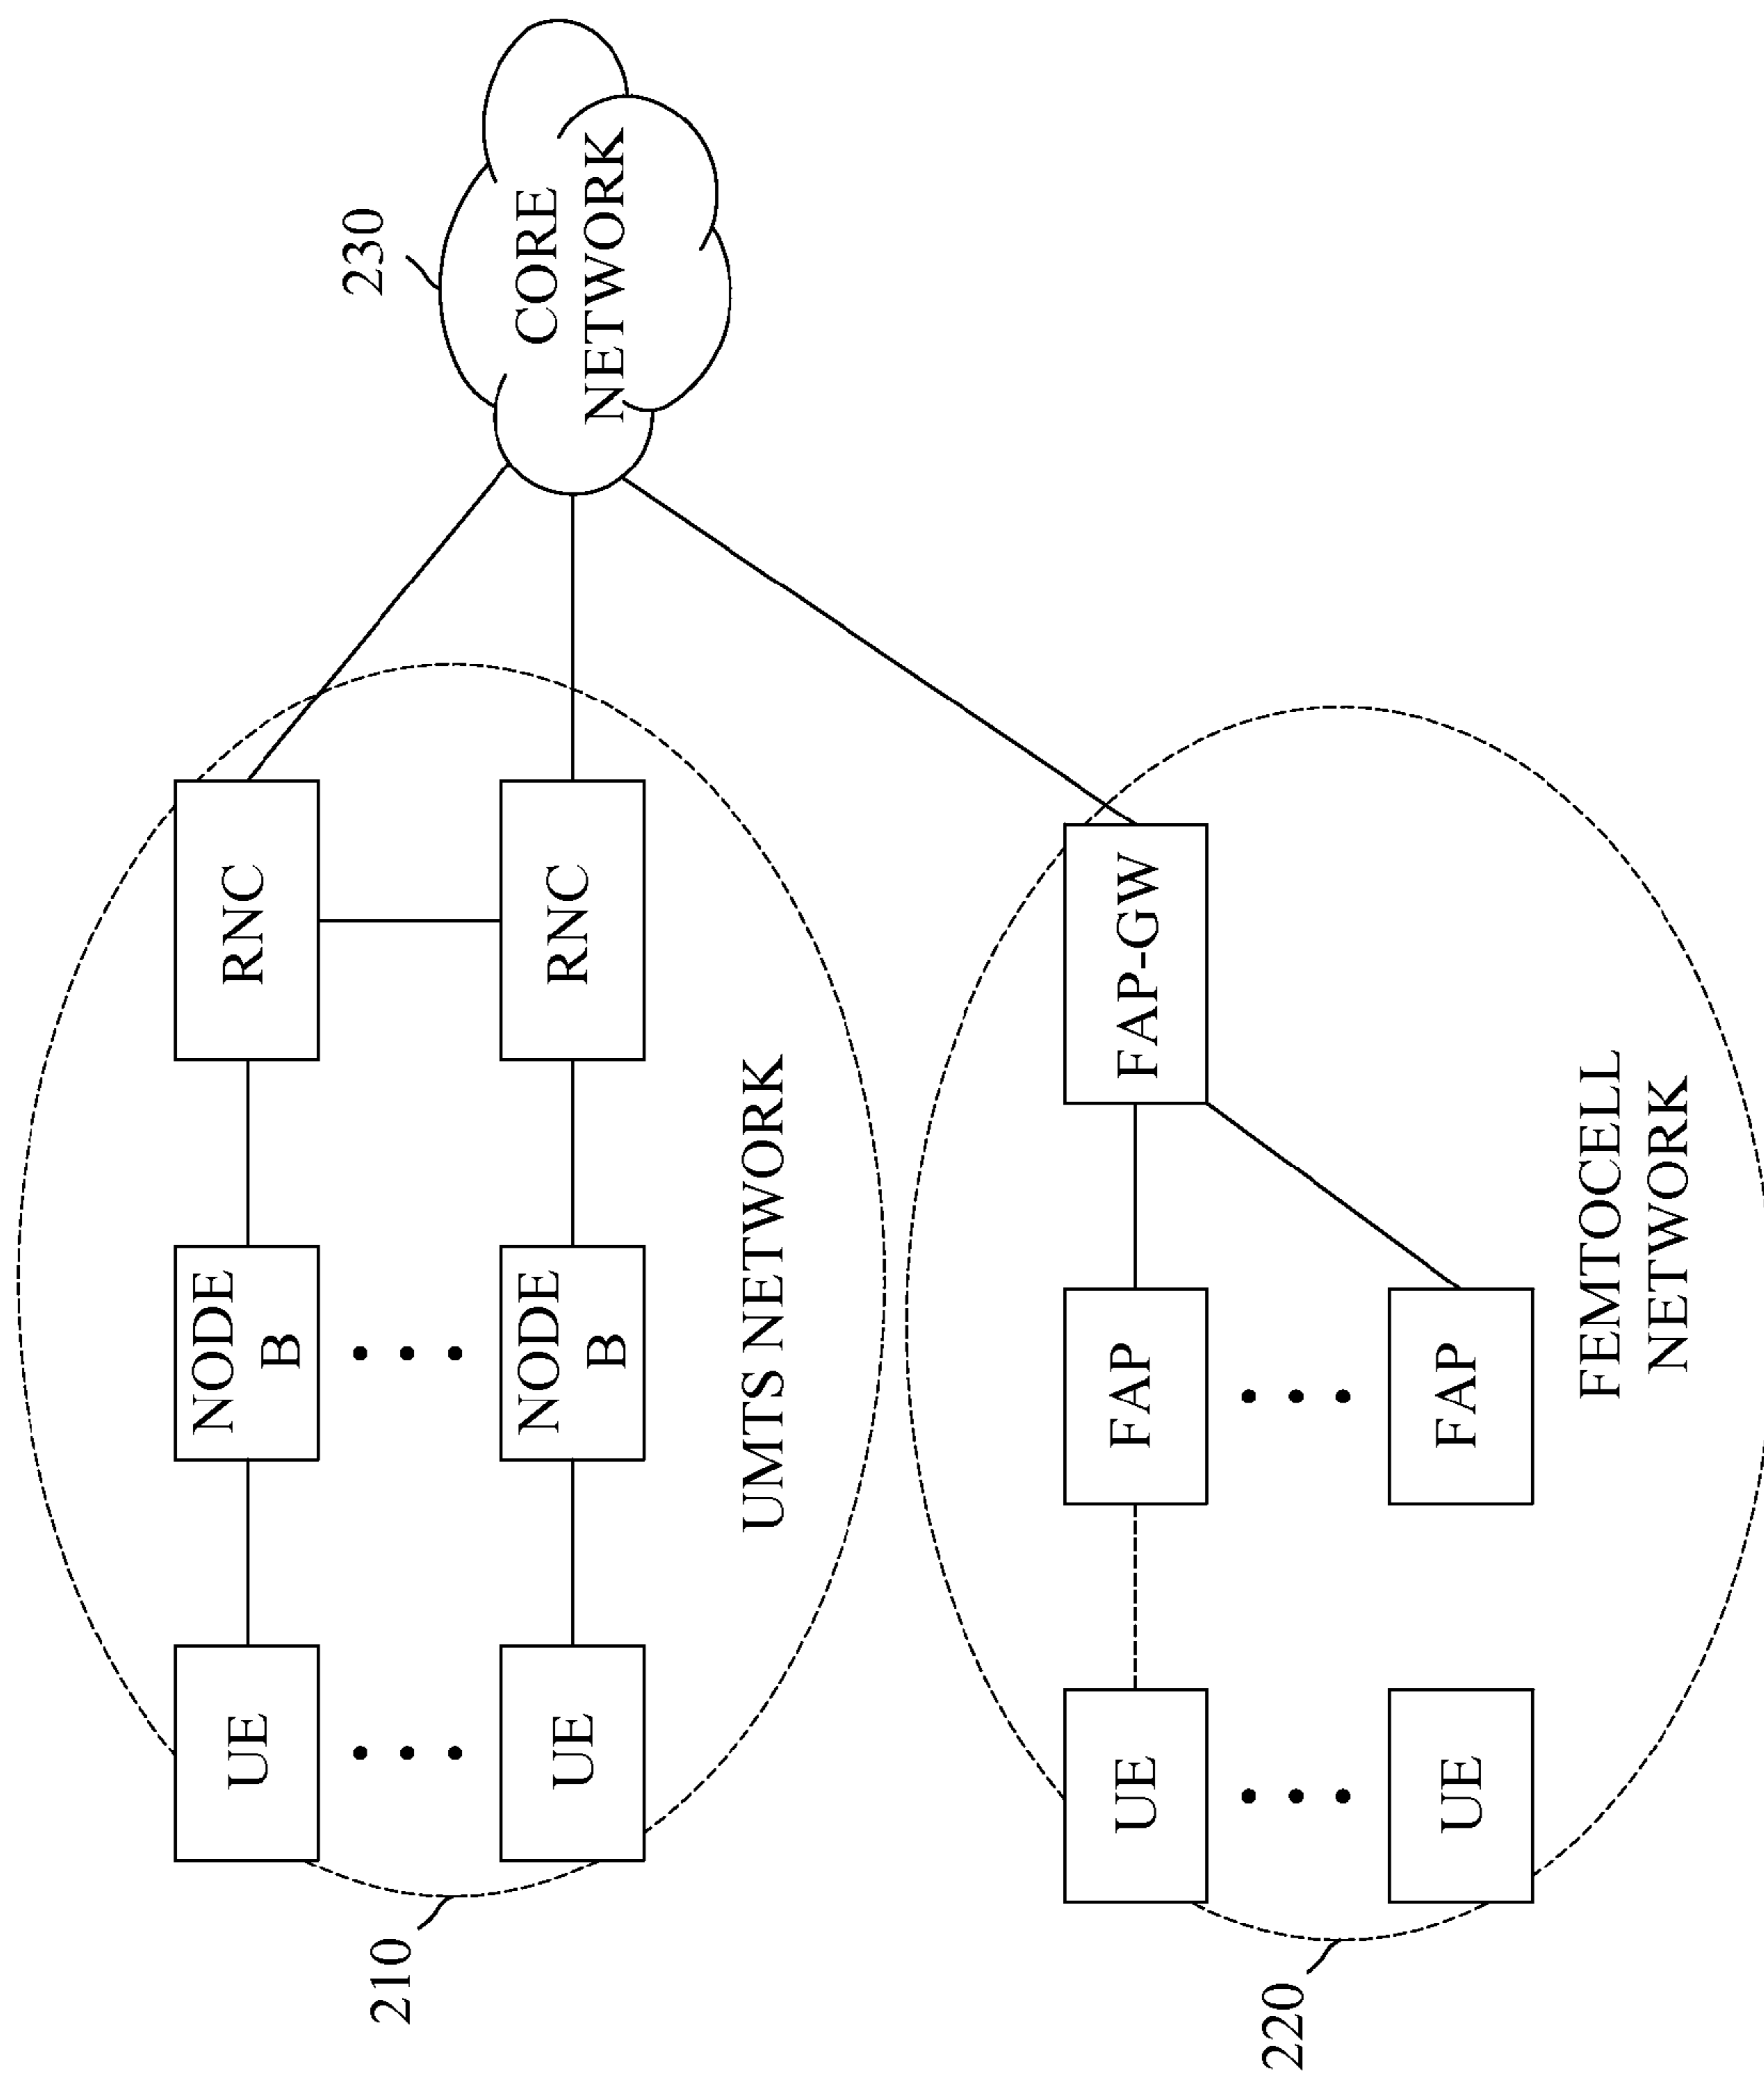 210
UE
NODE
B
RNC
UE
NODE
B
RNC
UMTS NETWORK
230
CORE
NETWORK
220
UE
FAP
FAP-GW
UE
FAP
FEMTOCELL
NETWORK